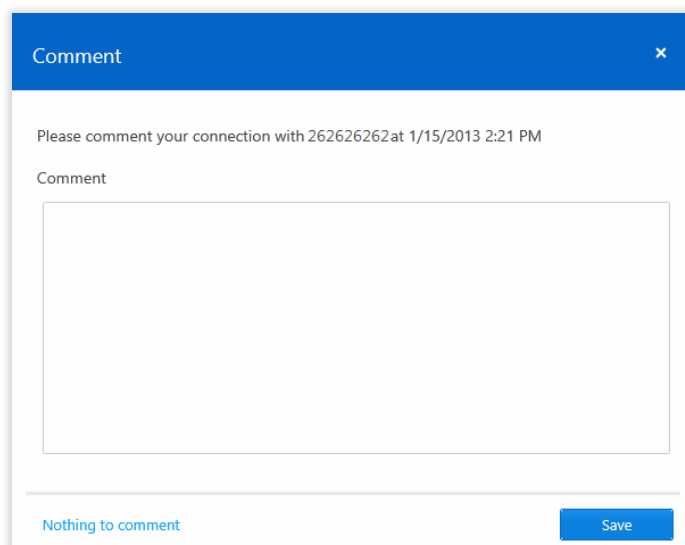 Comment
Please comment your connection with 262626262at 1/15/2013 2:21 PM
Comment
Nothing to comment
Save